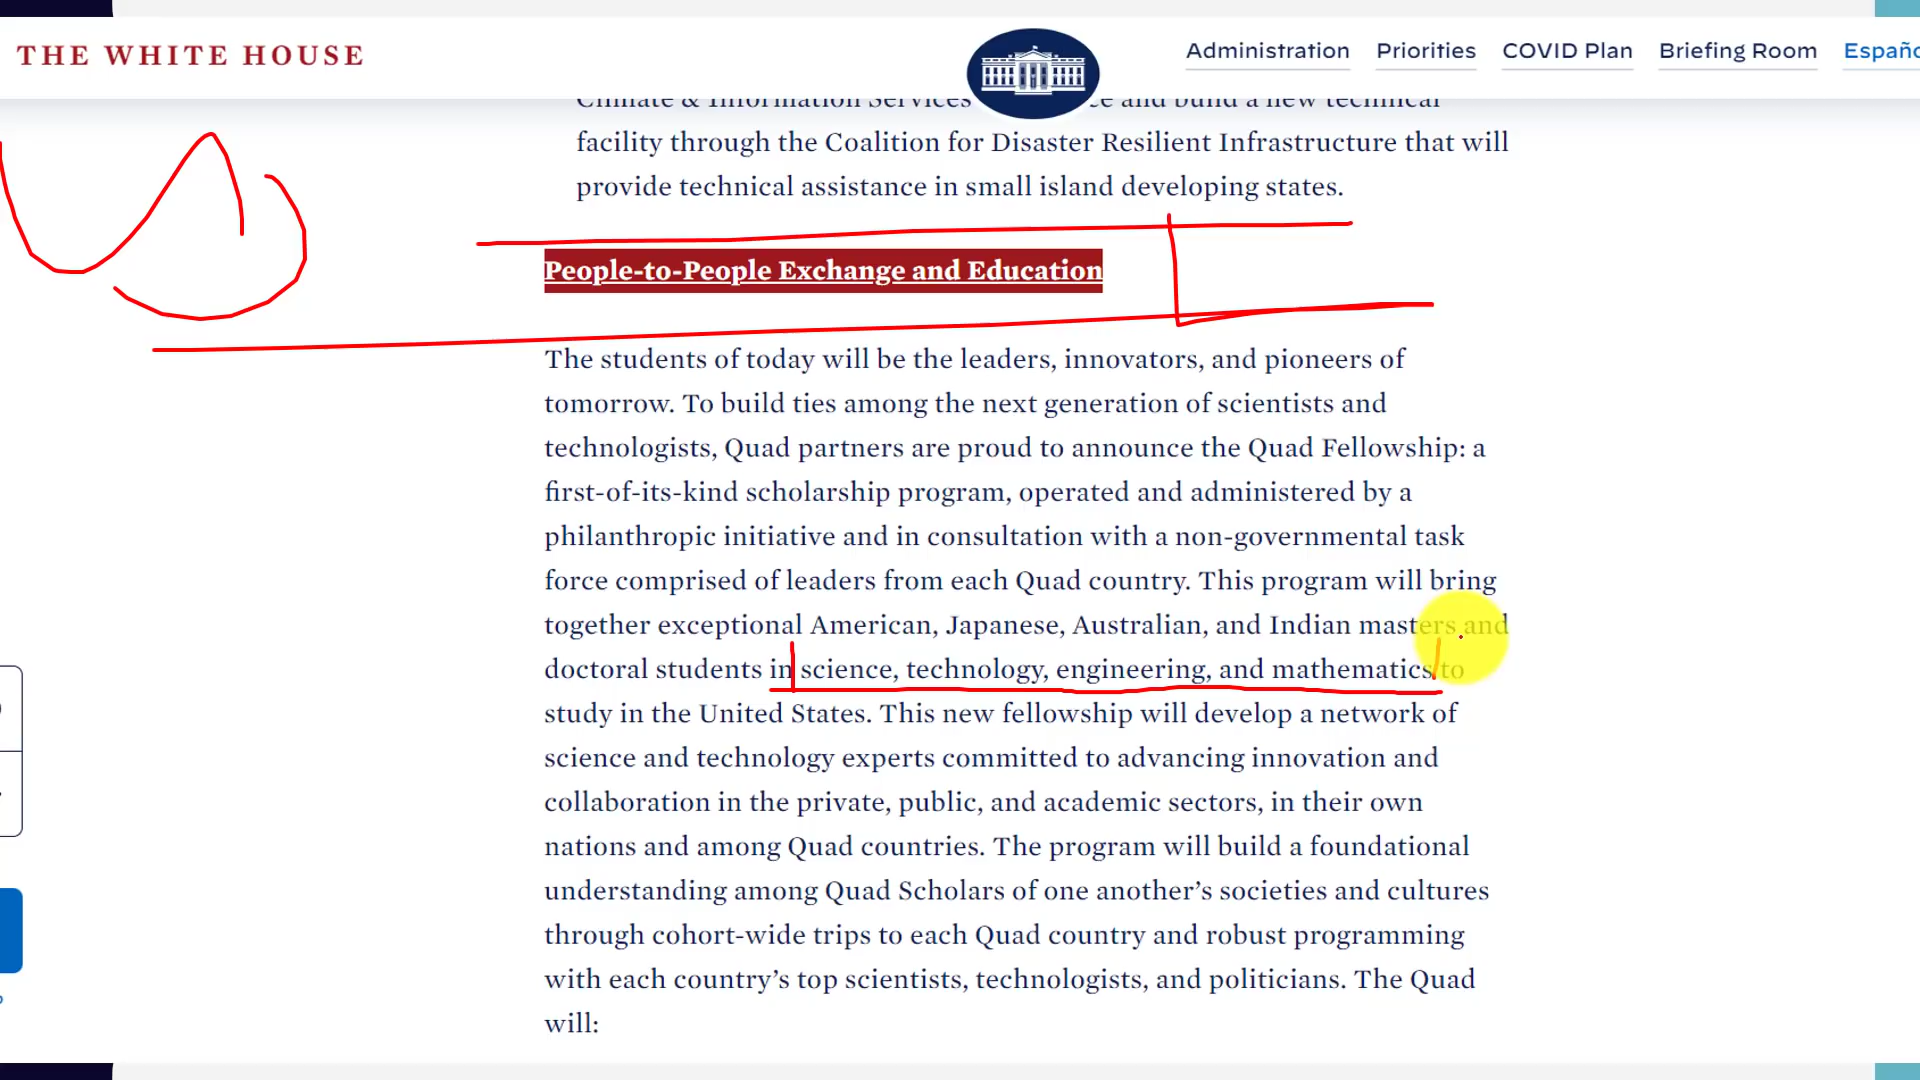 THE WHITE HOUSE
Administration Priorities COVID Plan Briefing Room Españo
Climate & Information Services and build a new technical
facility through the Coalition for Disaster Resilient Infrastructure that will
provide technical assistance in small island developing states.
People-to-People Exchange and Education
The students of today will be the leaders, innovators, and pioneers of
tomorrow. To build ties among the next generation of scientists and
technologists, Quad partners are proud to announce the Quad Fellowship: a
first-of-its-kind scholarship program, operated and administered by a
philanthropic initiative and in consultation with a non-governmental task
force comprised of leaders from each Quad country. This program will bring
together exceptional American, Japanese, Australian, and Indian masters and
doctoral students in science, technology, engineering, and mathematics to
study in the United States. This new fellowship will develop a network of
science and technology experts committed to advancing innovation and
collaboration in the private, public, and academic sectors, in their own
nations and among Quad countries. The program will build a foundational
understanding among Quad Scholars of one another’s societies and cultures
through cohort-wide trips to each Quad country and robust programming
with each country’s top scientists, technologists, and politicians. The Quad
will: